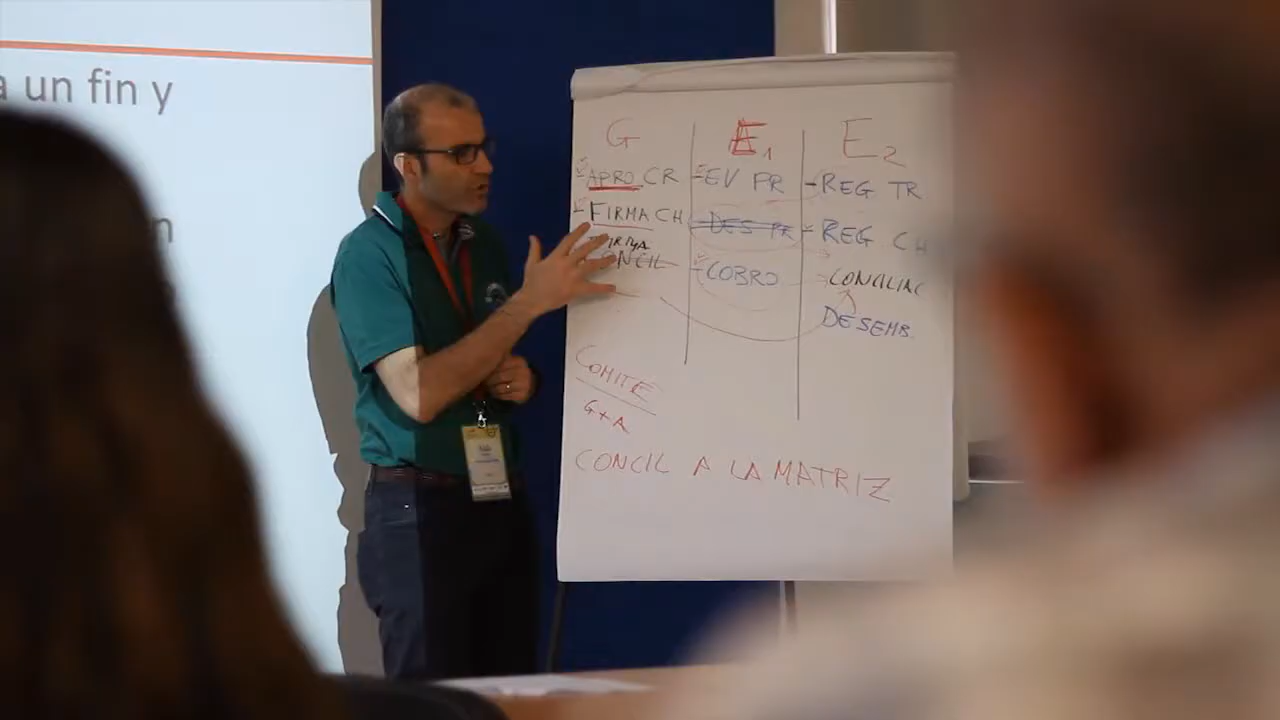 a un fin y
n
G E1 E2
- APRO CR - EV PR - REG TR
- FIRMA CH DES PR - REG CH
FIRMA
CONCIL - COBRO - CONCILIAC
DESEMB.
COMITE
G+A
CONCIL A LA MATRIZ